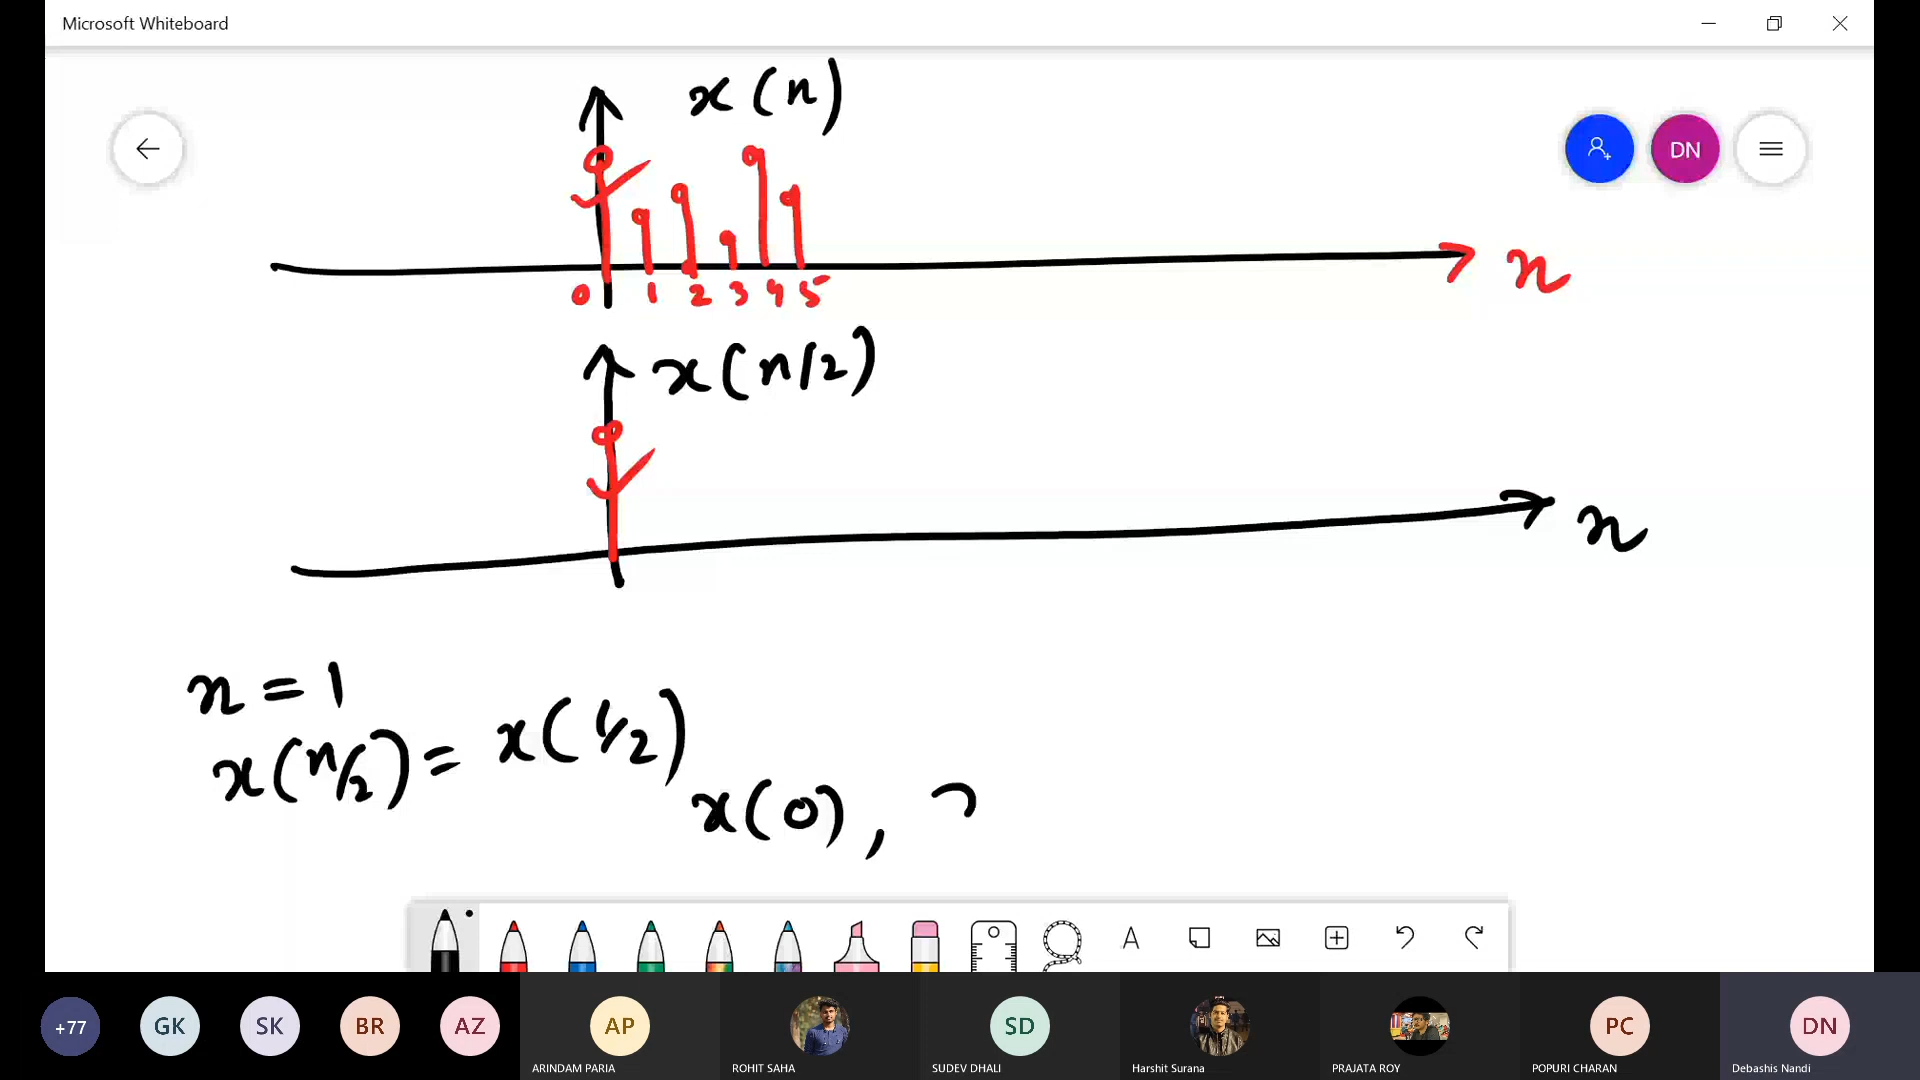 Microsoft Whiteboard
x(n)
DN
0 1 2 3 4 5
n
x(n/2)
n
n = 1
x(n/2) = x(1/2)
x(0),
A
+77
GK
SK
BR
AZ
AP
SD
PC
DN
ARINDAM PARIA
ROHIT SAHA
SUDEV DHALI
Harshit Surana
PRAJATA ROY
POPURI CHARAN
Debashis Nandi